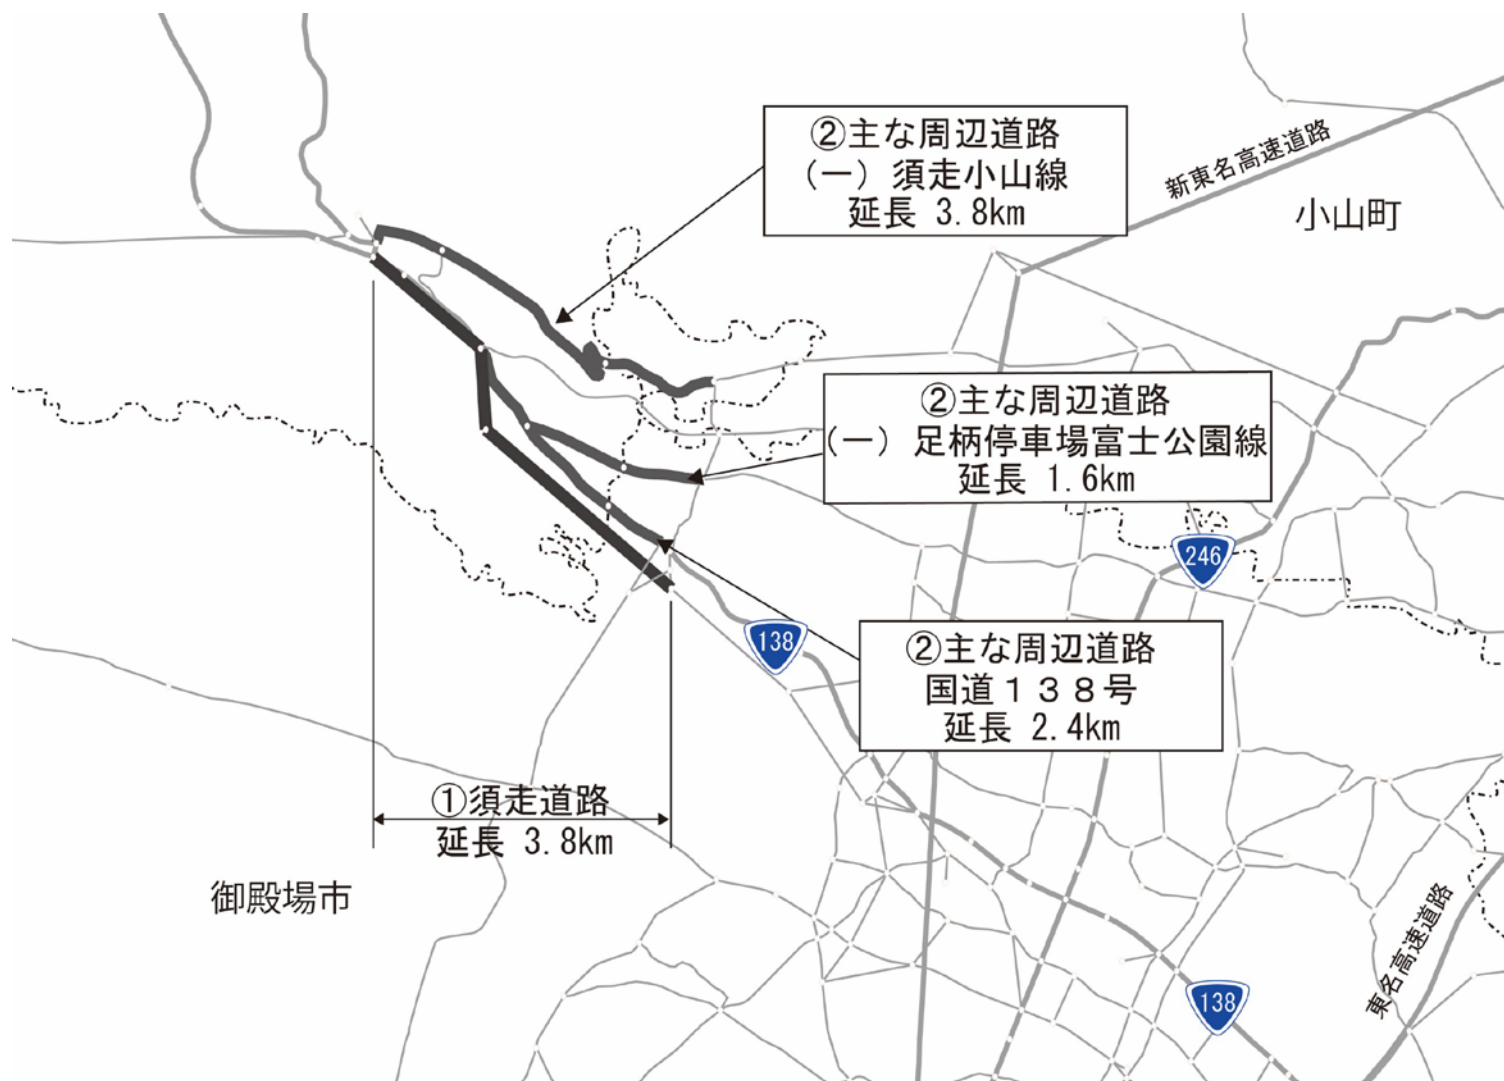 ②主な周辺道路
（一）須走小山線
延長 3.8km
新東名高速道路
小山町
②主な周辺道路
（一）足柄停車場富士公園線
延長 1.6km
246
138
②主な周辺道路
国道１３８号
延長 2.4km
①須走道路
延長 3.8km
御殿場市
東名高速道路
138